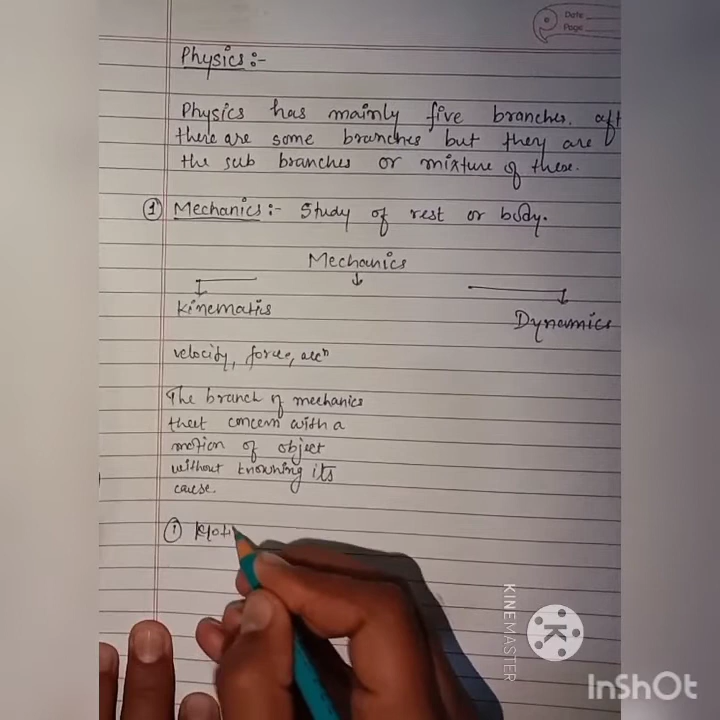 Date
Page
Physics:-
Physics has mainly five branches. aft
there are some branches but they are
the sub branches or mixture of these.
① Mechanics:- Study of rest or body.
Mechanics
Kinematics
Dynamics
velocity, force, accⁿ
The branch of mechanics
that concern with a
motion of object
without knowning its
cause.
①
KINEMASTER
InShOt